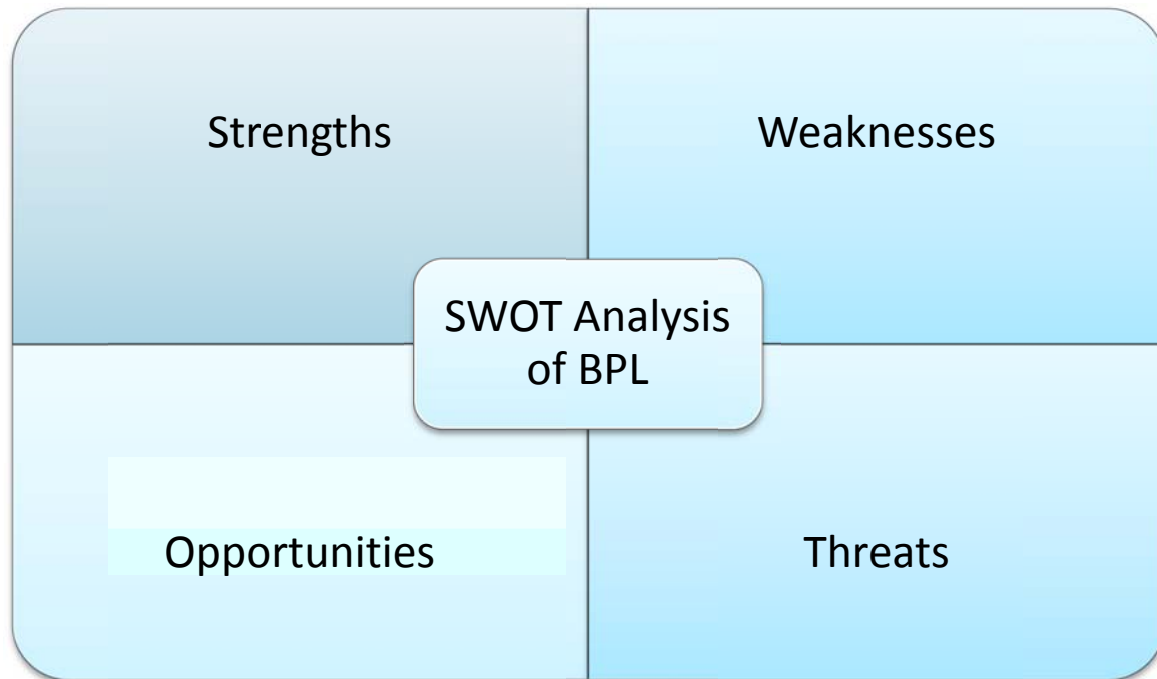 Strengths
Weaknesses
SWOT Analysis
of BPL
Opportunities
Threats